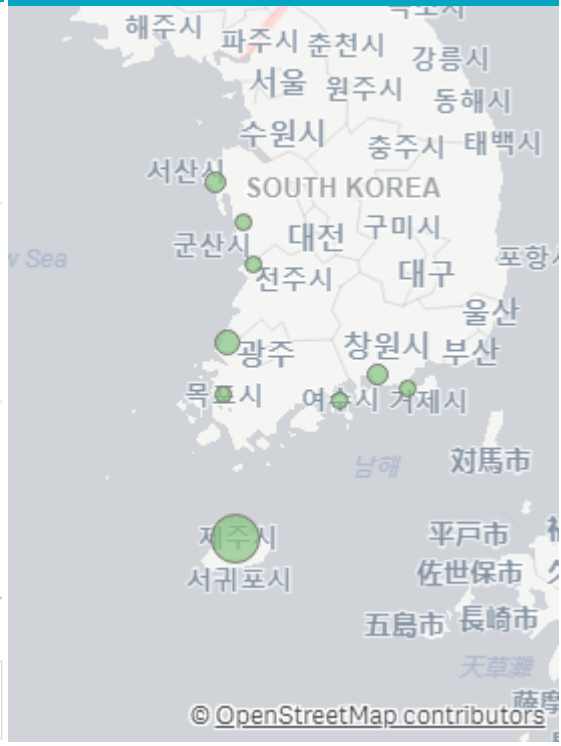 해주시
파주시 춘천시
강릉시
서울 원주시
동해시
수원시
충주시 태백시
서산시
SOUTH KOREA
군산시 대전 구미시
w Sea
포항시
전주시 대구
울산
광주 창원시 부산
목포시 여수시 거제시
남해 対馬市
제주시
平戸市
서귀포시 佐世保市
五島市 長崎市
天草灘
薩摩
© OpenStreetMap contributors